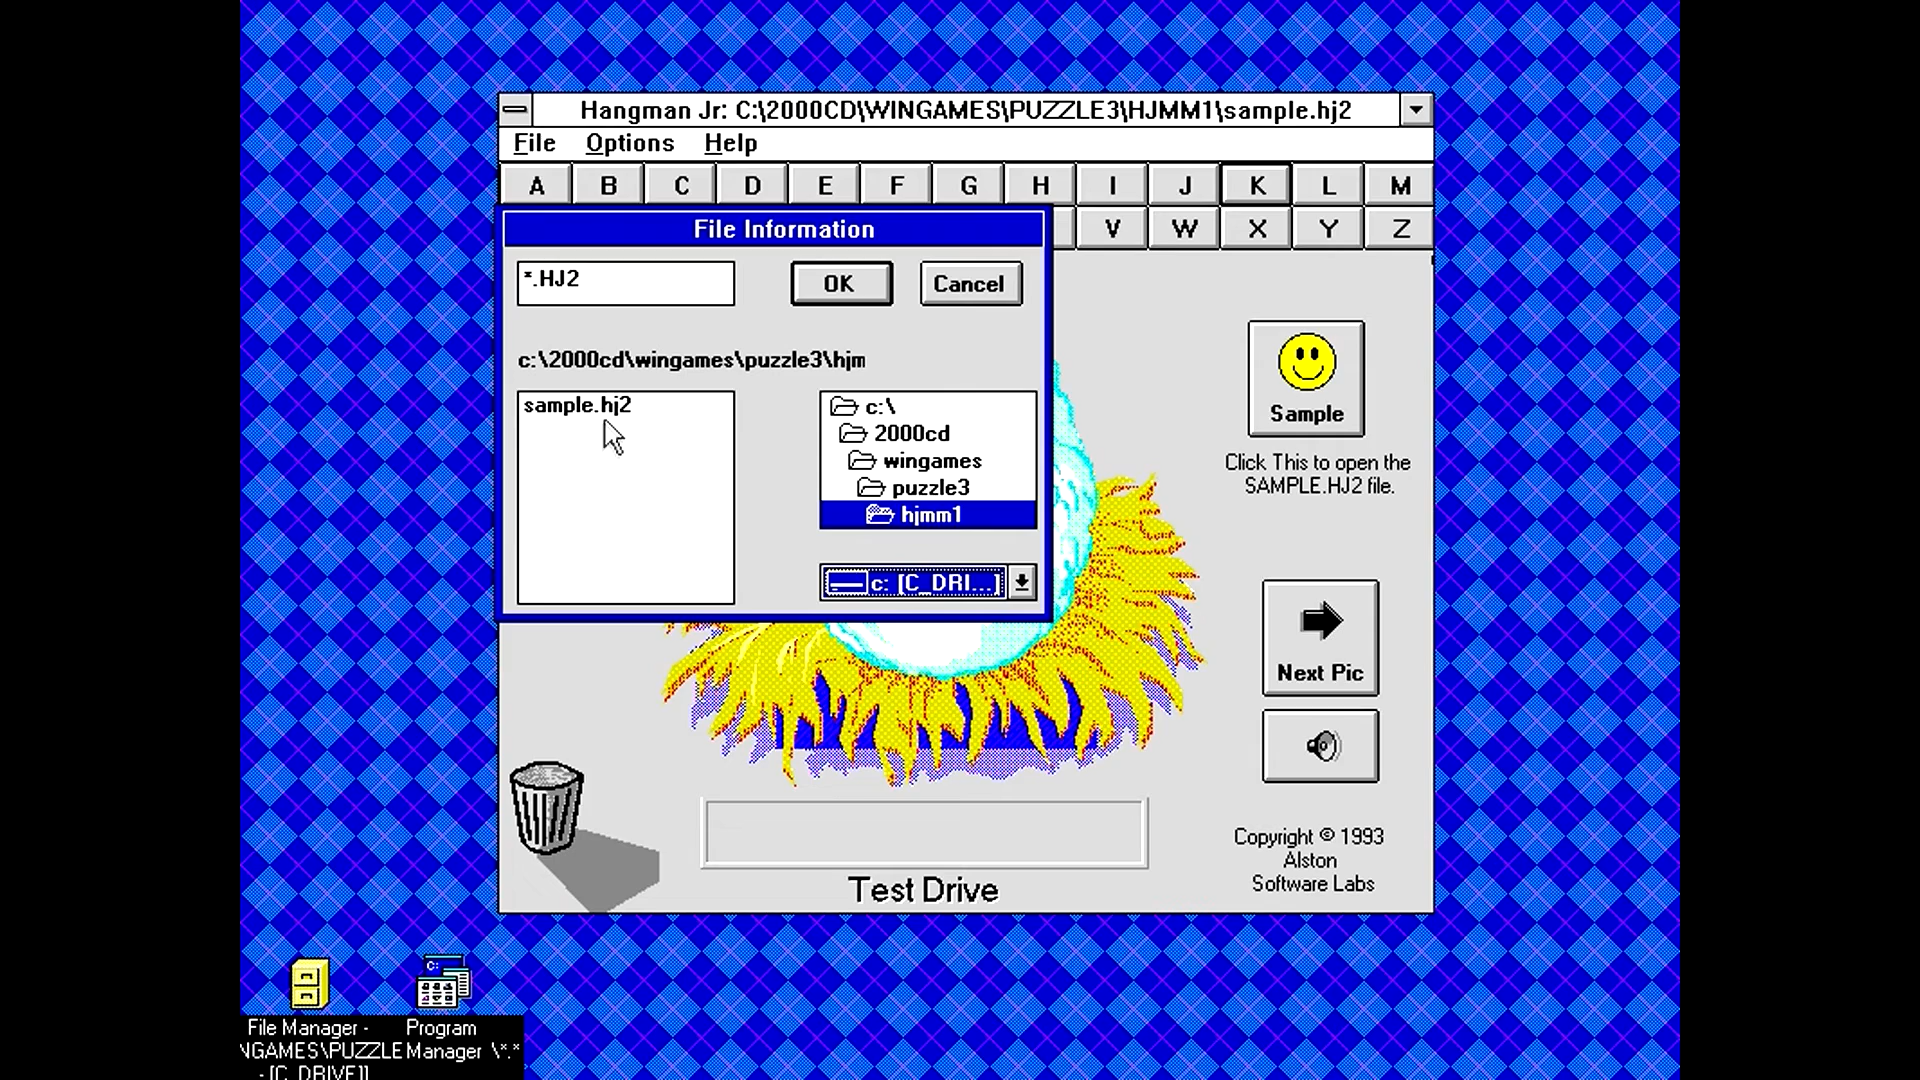 Hangman Jr: C:\2000CD\WINGAMES\PUZZLE3\HJMM1\sample.hj2
File Options Help
A B C D E F G H I J K L M
V W X Y Z
File Information
*.HJ2
OK
Cancel
c:\2000cd\wingames\puzzle3\hjm
sample.hj2
c:\
2000cd
wingames
puzzle3
hjmm1
c: [C_DRI...]
Sample
Click This to open the
SAMPLE.HJ2 file.
Next Pic
Copyright © 1993
Alston
Software Labs
Test Drive
C:
File Manager -
NGAMES\PUZZLE
- [C_DRIVE]]
Program
Manager
\*.*